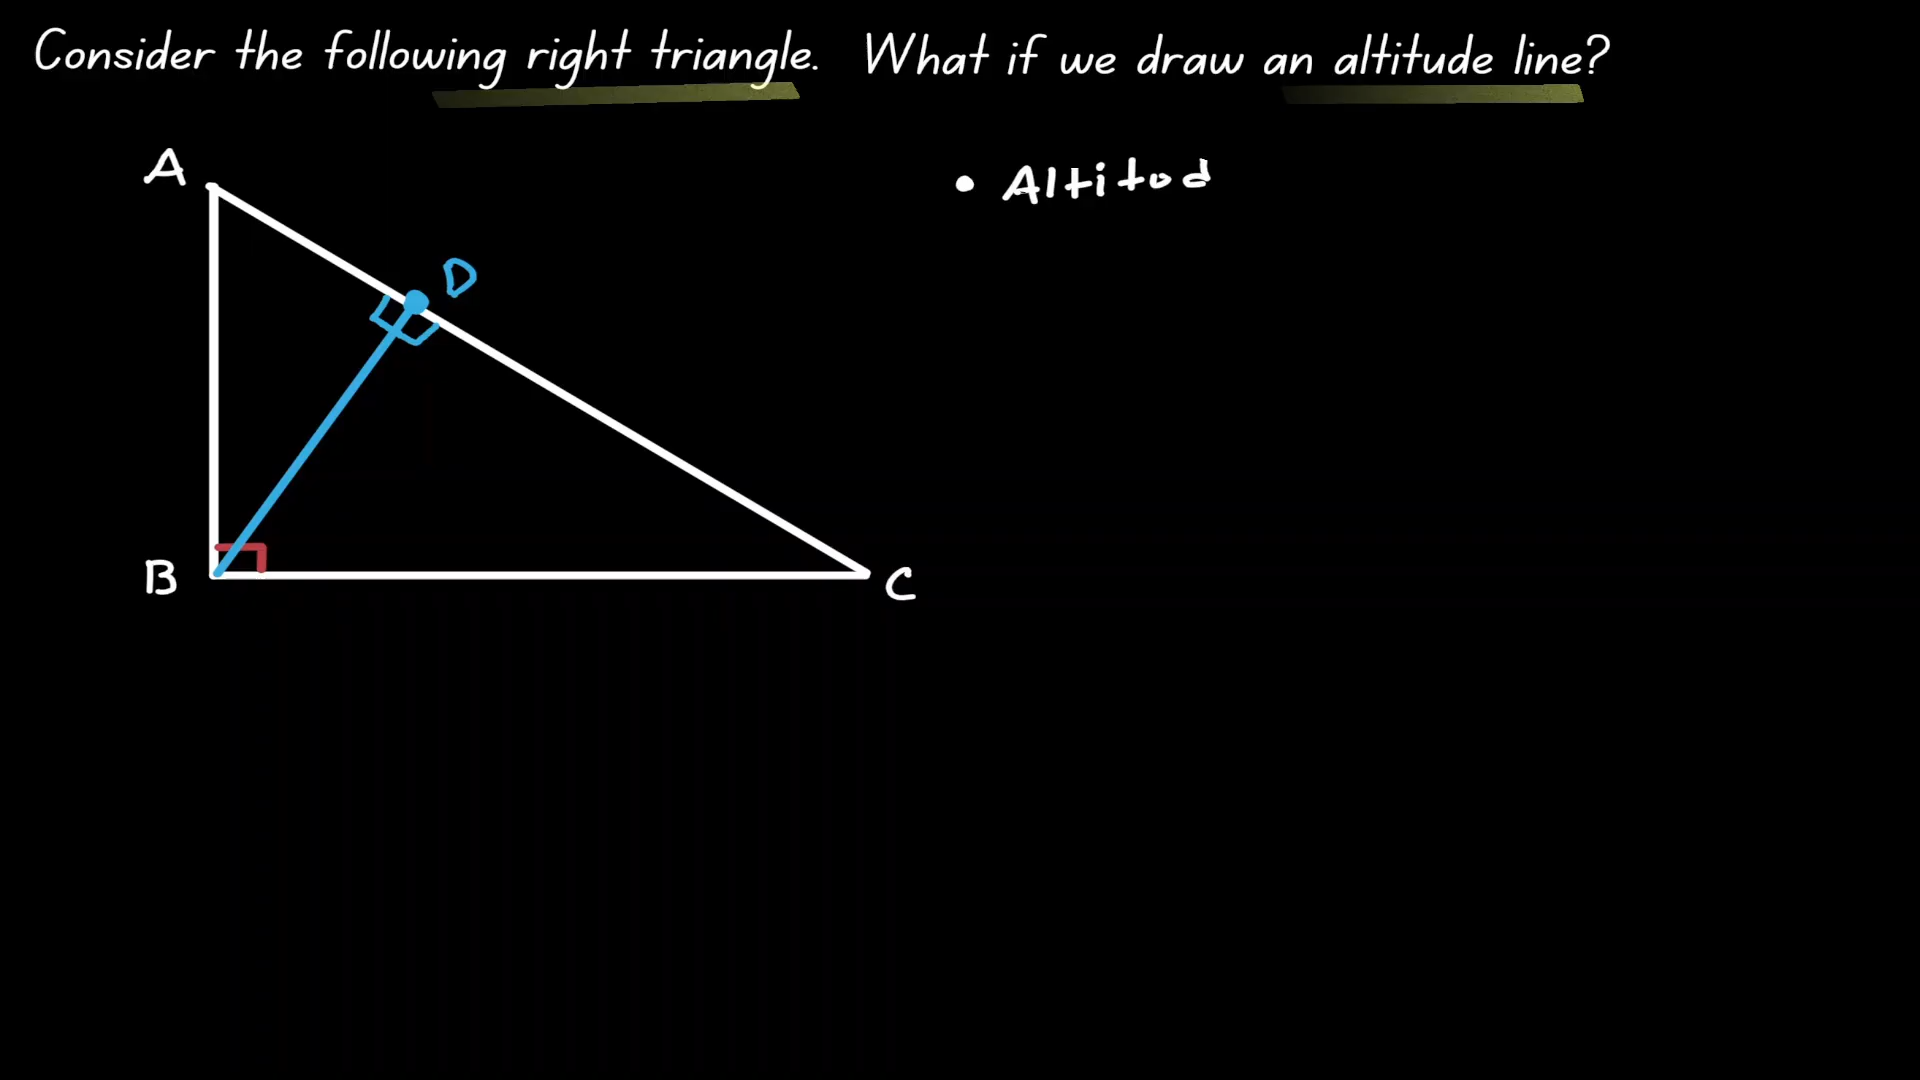 Consider the following right triangle. What if we draw an altitude line?
A
• Altitud
D
B
C